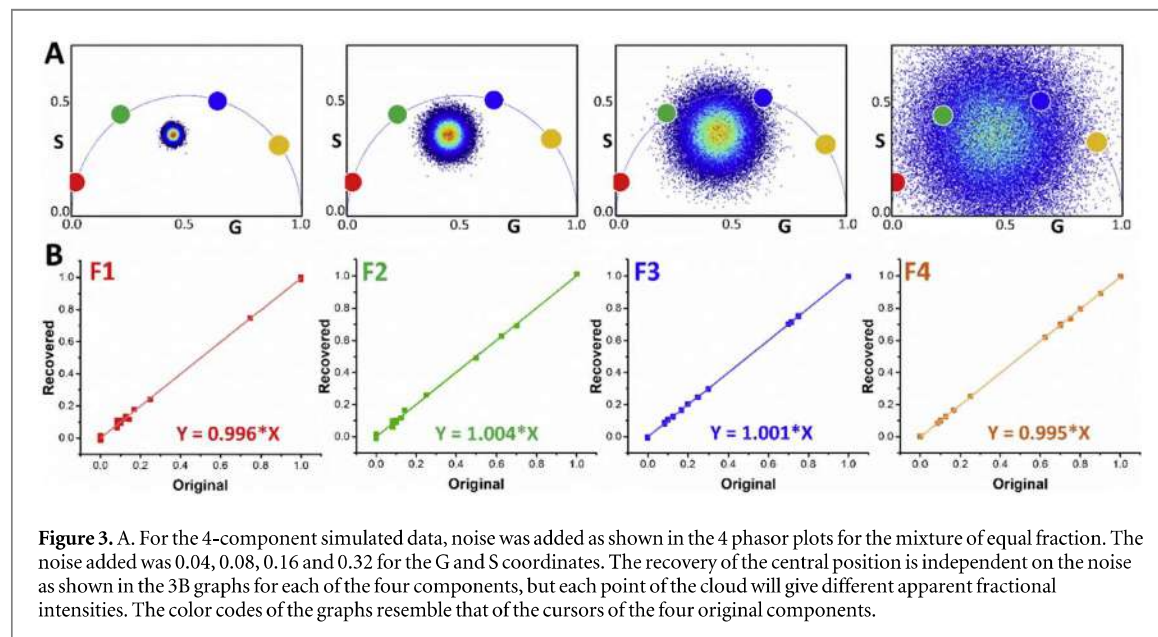 A
0.5
S
0.0
0.0 0.5 G 1.0
0.5
S
0.0
0.0 0.5 G 1.0
0.5
S
0.0
0.0 0.5 G 1.0
0.5
S
0.0
0.0 0.5 G 1.0
B
F1
1.0
0.8
0.6
0.4
0.2
0.0
Recovered
Y = 0.996*X
0.0 0.2 0.4 0.6 0.8 1.0
Original
F2
1.0
0.8
0.6
0.4
0.2
0.0
Recovered
Y = 1.004*X
0.0 0.2 0.4 0.6 0.8 1.0
Original
F3
1.0
0.8
0.6
0.4
0.2
0.0
Recovered
Y = 1.001*X
0.0 0.2 0.4 0.6 0.8 1.0
Original
F4
1.0
0.8
0.6
0.4
0.2
0.0
Recovered
Y = 0.995*X
0.0 0.2 0.4 0.6 0.8 1.0
Original
Figure 3. A. For the 4-component simulated data, noise was added as shown in the 4 phasor plots for the mixture of equal fraction. The
noise added was 0.04, 0.08, 0.16 and 0.32 for the G and S coordinates. The recovery of the central position is independent on the noise
as shown in the 3B graphs for each of the four components, but each point of the cloud will give different apparent fractional
intensities. The color codes of the graphs resemble that of the cursors of the four original components.